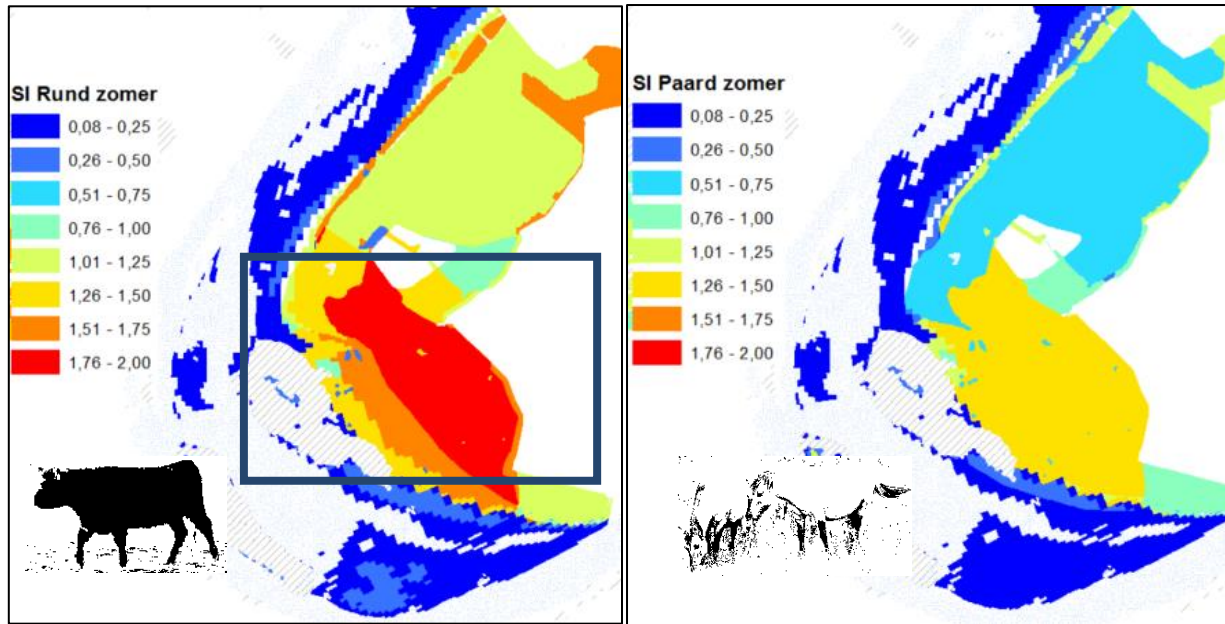 SI Rund zomer
0,08 - 0,25
0,26 - 0,50
0,51 - 0,75
0,76 - 1,00
1,01 - 1,25
1,26 - 1,50
1,51 - 1,75
1,76 - 2,00
SI Paard zomer
0,08 - 0,25
0,26 - 0,50
0,51 - 0,75
0,76 - 1,00
1,01 - 1,25
1,26 - 1,50
1,51 - 1,75
1,76 - 2,00